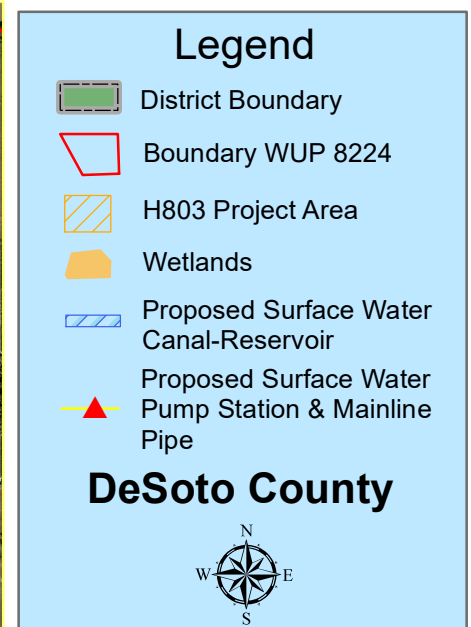 Legend
District Boundary
Boundary WUP 8224
H803 Project Area
Wetlands
Proposed Surface Water
Canal-Reservoir
Proposed Surface Water
Pump Station & Mainline
Pipe
DeSoto County
N
W E
S